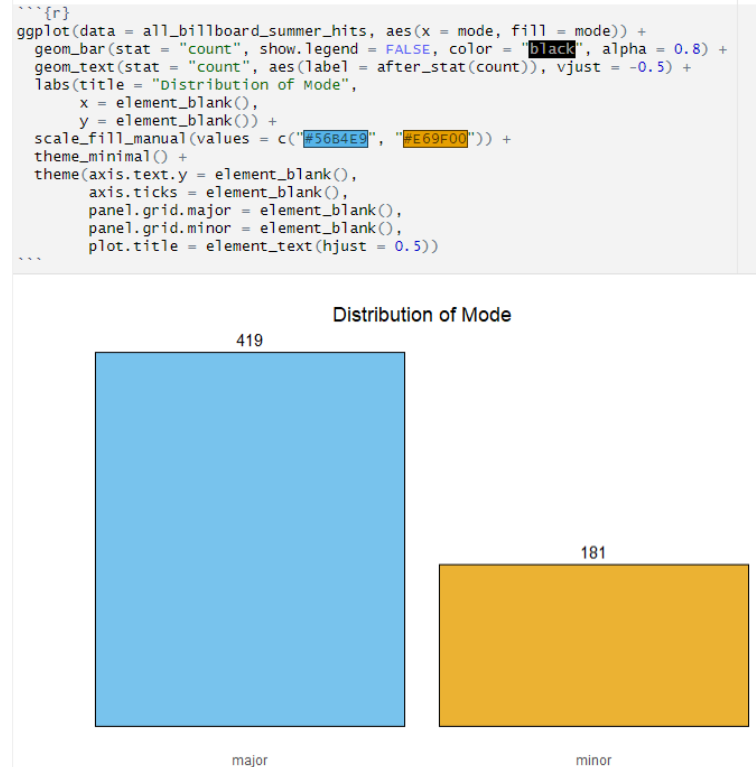 ```{r}
ggplot(data = all_billboard_summer_hits, aes(x = mode, fill = mode)) +
  geom_bar(stat = "count", show.legend = FALSE, color = "black", alpha = 0.8) +
  geom_text(stat = "count", aes(label = after_stat(count)), vjust = -0.5) +
  labs(title = "Distribution of Mode",
       x = element_blank(),
       y = element_blank()) +
  scale_fill_manual(values = c("#56B4E9", "#E69F00")) +
  theme_minimal() +
  theme(axis.text.y = element_blank(),
        axis.ticks = element_blank(),
        panel.grid.major = element_blank(),
        panel.grid.minor = element_blank(),
        plot.title = element_text(hjust = 0.5))
```
Distribution of Mode
419
181
major minor